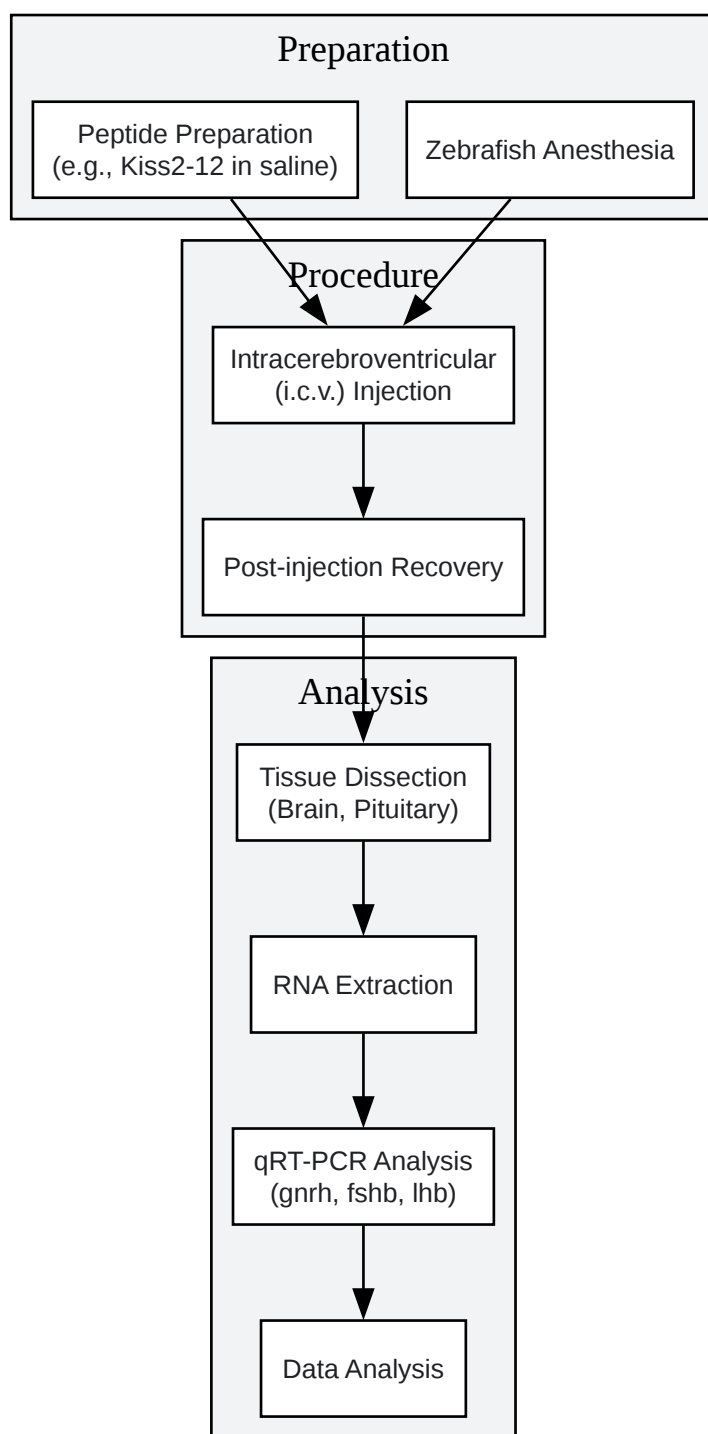 Preparation
Peptide Preparation
(e.g., Kiss2-12 in saline)
Zebrafish Anesthesia
Procedure
Intracerebroventricular
(i.c.v.) Injection
Post-injection Recovery
Analysis
Tissue Dissection
(Brain, Pituitary)
RNA Extraction
qRT-PCR Analysis
(gnrh, fshb, lhb)
Data Analysis